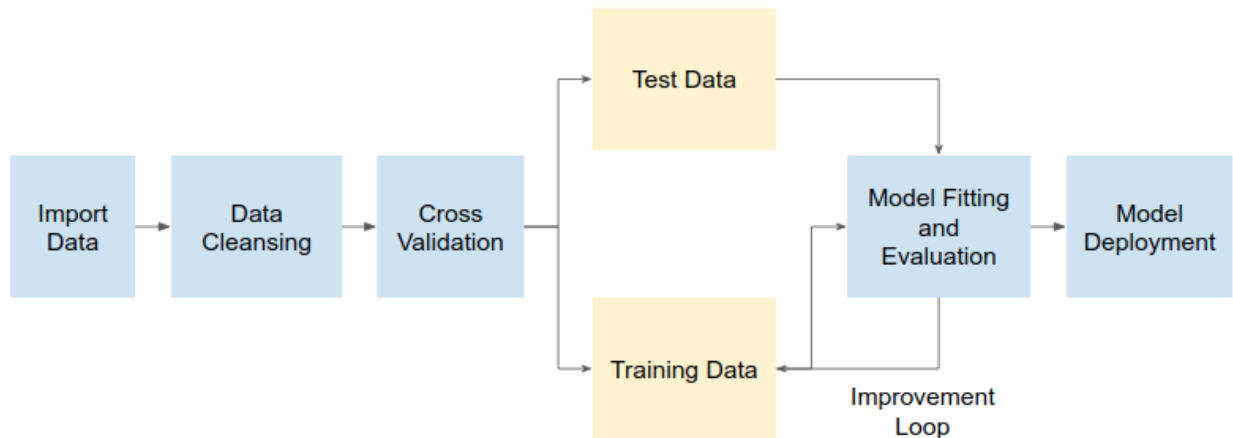 Import
Data
Data
Cleansing
Cross
Validation
Test Data
Training Data
Model Fitting
and
Evaluation
Improvement
Loop
Model
Deployment